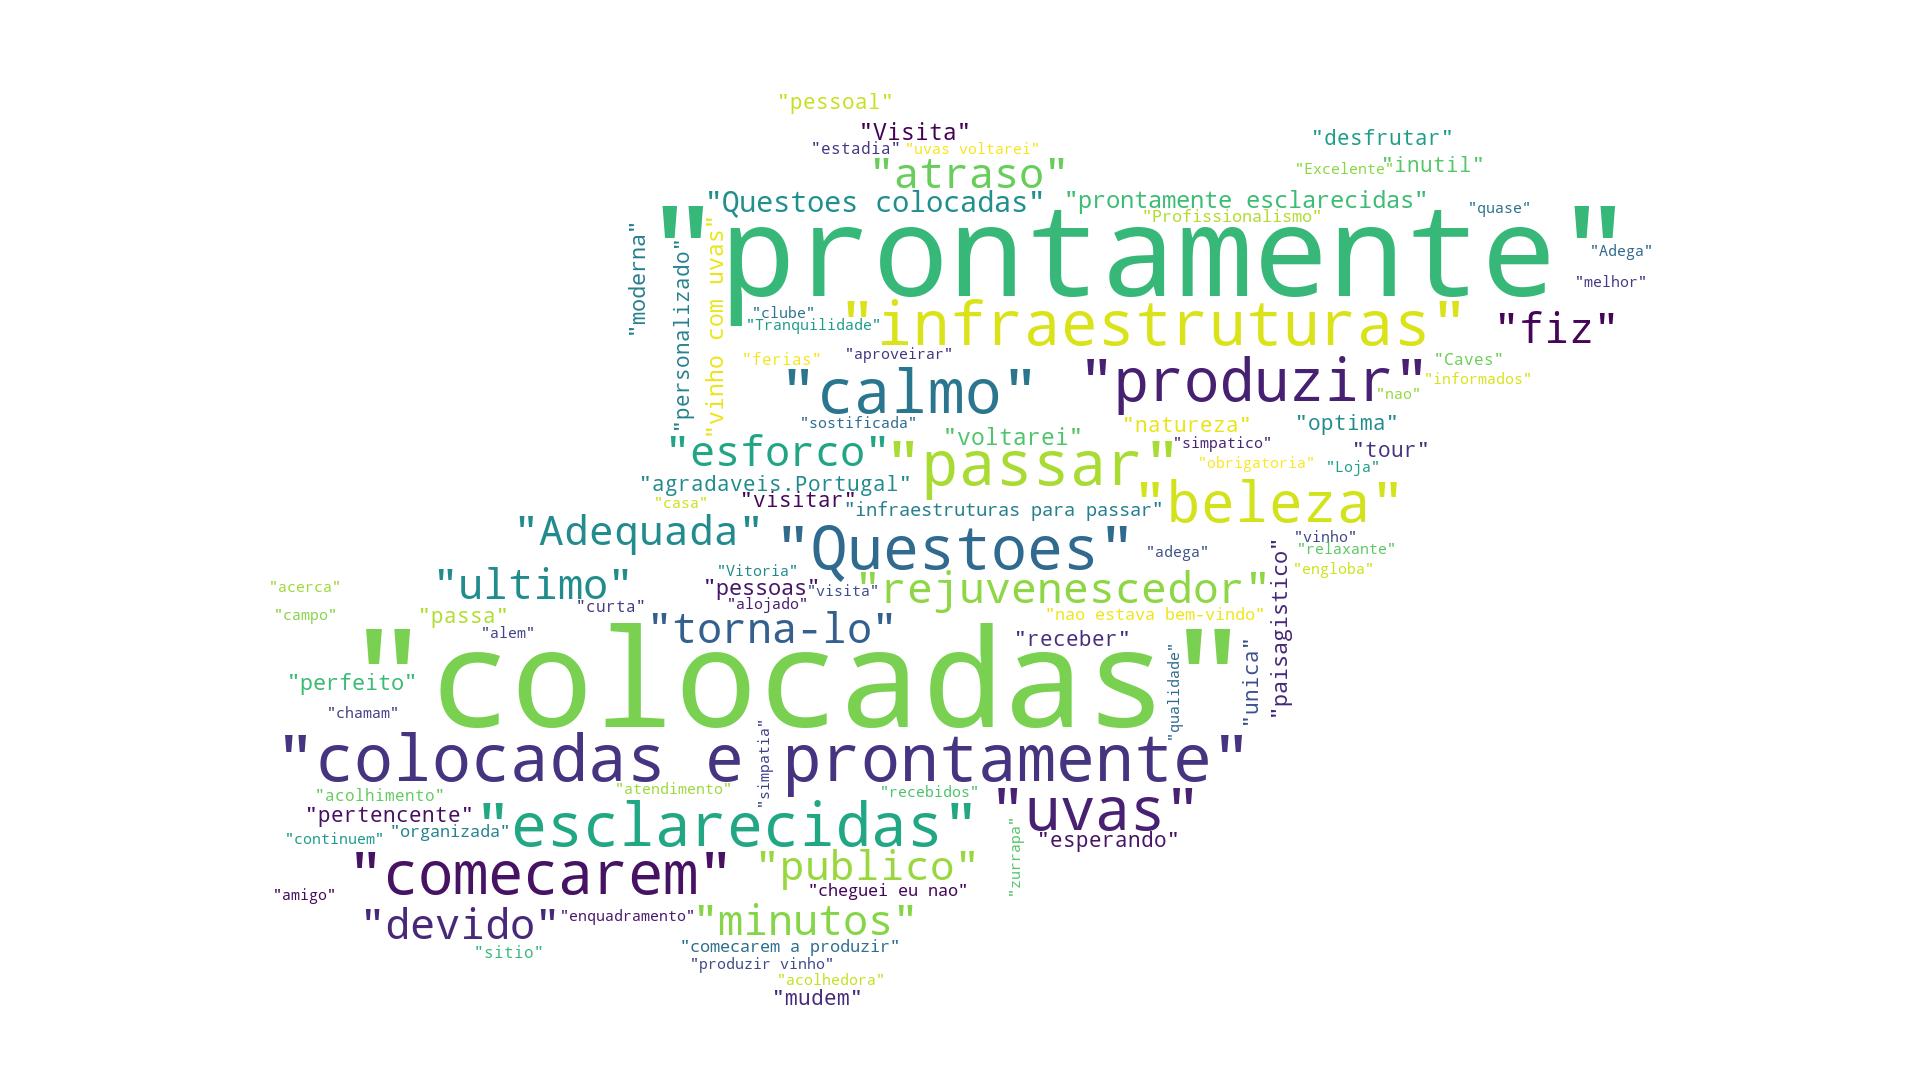 "pessoal"
"Visita"
"desfrutar"
"estadia" "uvas voltarei"
"atraso"
"Excelente" "inutil"
"Questoes colocadas" "prontamente esclarecidas"
"Profissionalismo" "quase"
"prontamente"
"Adega"
"melhor"
"moderna"
"personalizado"
"vinho com uvas"
"clube"
"Tranquilidade"
"infraestruturas" "fiz"
"ferias" "aproveirar" "Caves"
"calmo" "produzir" "informados"
"nao"
"sostificada" "natureza" "optima"
"voltarei" "simpatico" "tour"
"esforco" "passar" "obrigatoria" "Loja"
"agradaveis.Portugal"
"casa" "visitar" "infraestruturas para passar" "beleza"
"Adequada" "Questoes" "adega" "vinho"
"relaxante"
"engloba"
"paisagistico"
"acerca" "ultimo" "Vitoria"
"pessoas" "visita" "rejuvenescedor"
"campo" "passa" "curta" "alojado" "nao estava bem-vindo"
"alem" "torna-lo" "receber"
"perfeito" "colocadas"
"qualidade"
"unica"
"chamam"
"colocadas e prontamente"
"simpatia"
"acolhimento" "atendimento" "recebidos"
"pertencente" "esclarecidas" "uvas"
"continuem" "organizada" "esperando"
"zurrapa"
"comecarem" "publico"
"amigo" "cheguei eu nao"
"devido" "enquadramento" "minutos"
"sitio" "comecarem a produzir"
"produzir vinho"
"acolhedora"
"mudem"